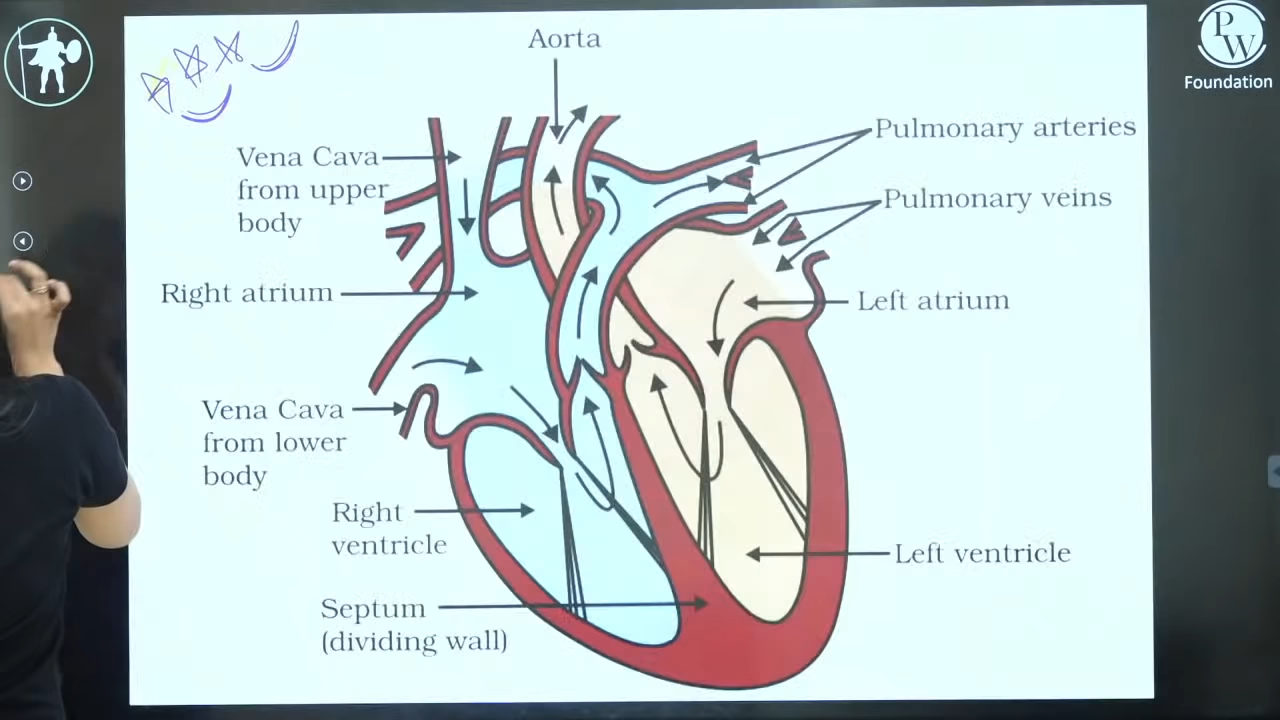 PW
Foundation
Aorta
Pulmonary arteries
Vena Cava
from upper
body
Pulmonary veins
Right atrium
Left atrium
Vena Cava
from lower
body
Right
ventricle
Left ventricle
Septum
(dividing wall)